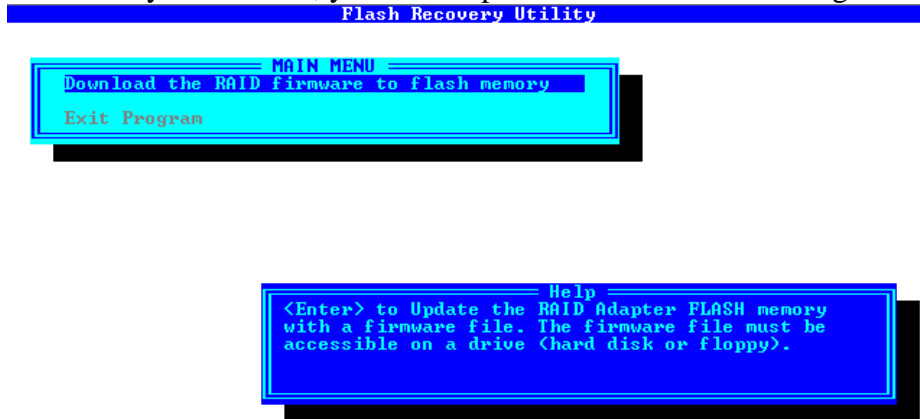 Flash Recovery Utility
MAIN MENU
Download the RAID firmware to flash memory
Exit Program
Help
<Enter> to Update the RAID Adapter FLASH memory
with a firmware file. The firmware file must be
accessible on a drive (hard disk or floppy).